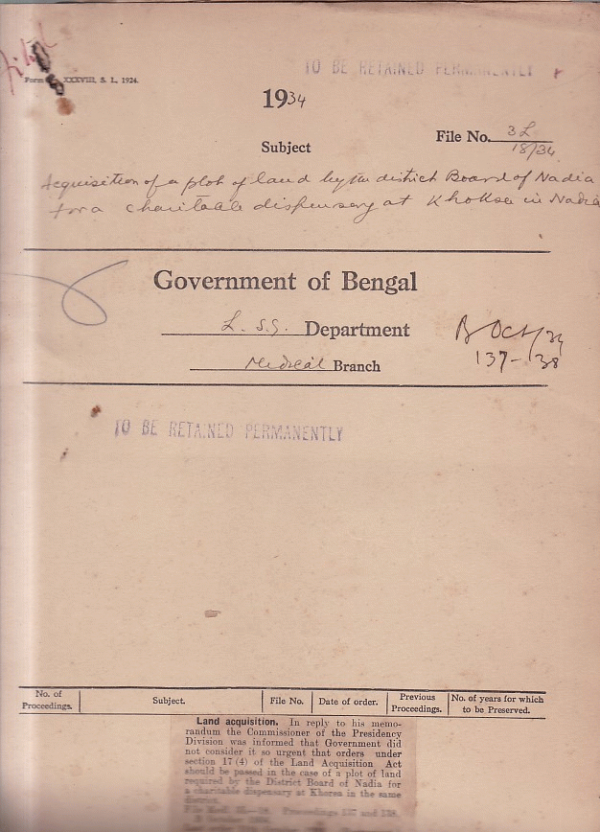 Form XXXVIII, S. L., 1924.
TO BE RETAINED PERMANENTLY
1934
File No. 3L
18/34
Subject
Acquisition of a plot of land by the district Board of Nadia
for a charitable dispensary at Khoksa in Nadia
Government of Bengal
L. S. G. Department
Medical Branch
B Oct/34
137-138
TO BE RETAINED PERMANENTLY
No. of Proceedings. Subject. File No. Date of order. Previous Proceedings. No. of years for which to be Preserved.
Land acquisition. In reply to his memo-
randum the Commissioner of the Presidency
Division was informed that Government did
not consider it so urgent that orders under
section 17 (4) of the Land Acquisition Act
should be passed in the case of a plot of land
required by the District Board of Nadia for
a charitable dispensary at Khoresa in the same
district.
Proceedings 137 and 138.